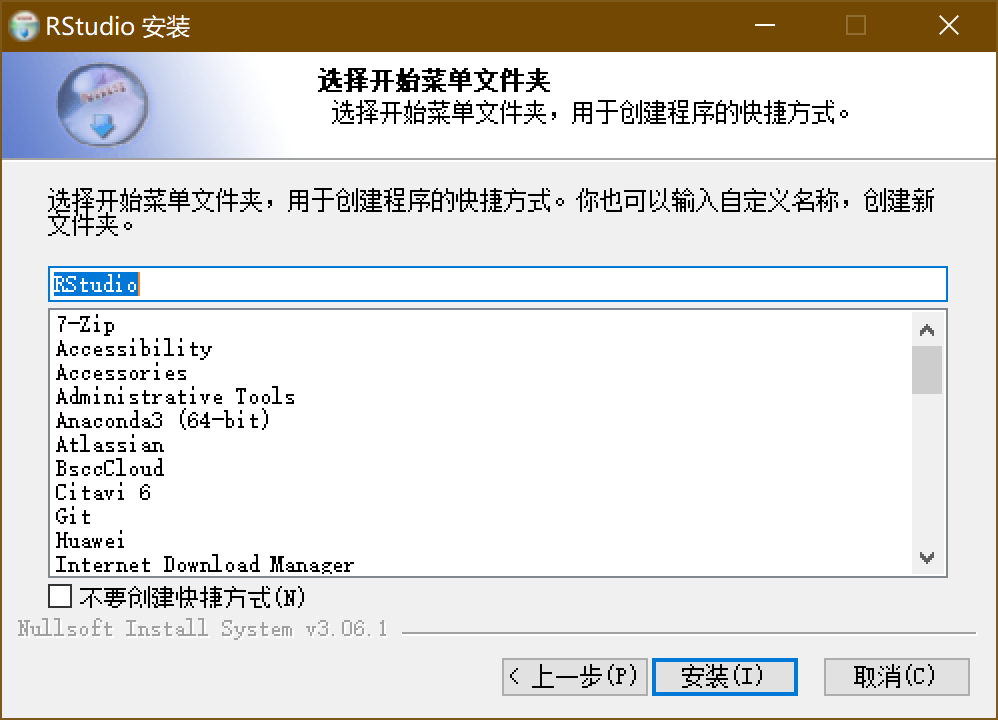 RStudio 安装
选择开始菜单文件夹
选择开始菜单文件夹，用于创建程序的快捷方式。
选择开始菜单文件夹，用于创建程序的快捷方式。你也可以输入自定义名称，创建新
文件夹。
RStudio
7-Zip
Accessibility
Accessories
Administrative Tools
Anaconda3 (64-bit)
Atlassian
BsccCloud
Citavi 6
Git
Huawei
Internet Download Manager
不要创建快捷方式(N)
Nullsoft Install System v3.06.1
< 上一步(P) 安装(I) 取消(C)